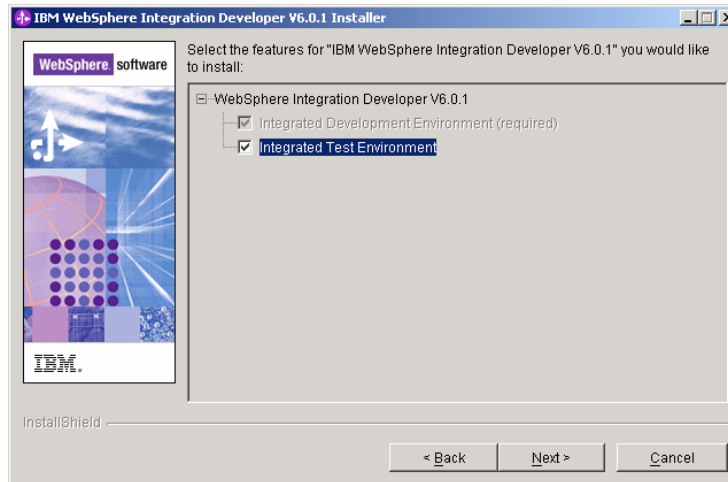 IBM WebSphere Integration Developer V6.0.1 Installer
WebSphere. software
Select the features for "IBM WebSphere Integration Developer V6.0.1" you would like
to install:
WebSphere Integration Developer V6.0.1
Integrated Development Environment (required)
Integrated Test Environment
IBM.
InstallShield
< Back
Next >
Cancel